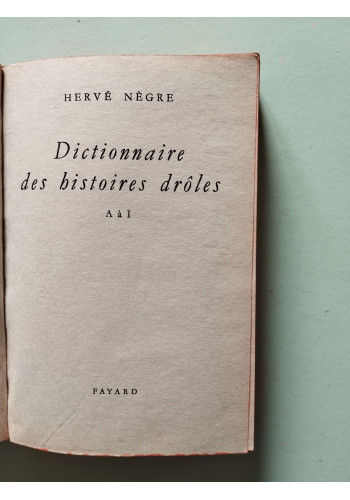 HERVÉ NÈGRE
Dictionnaire
des histoires drôles
A à I
FAYARD